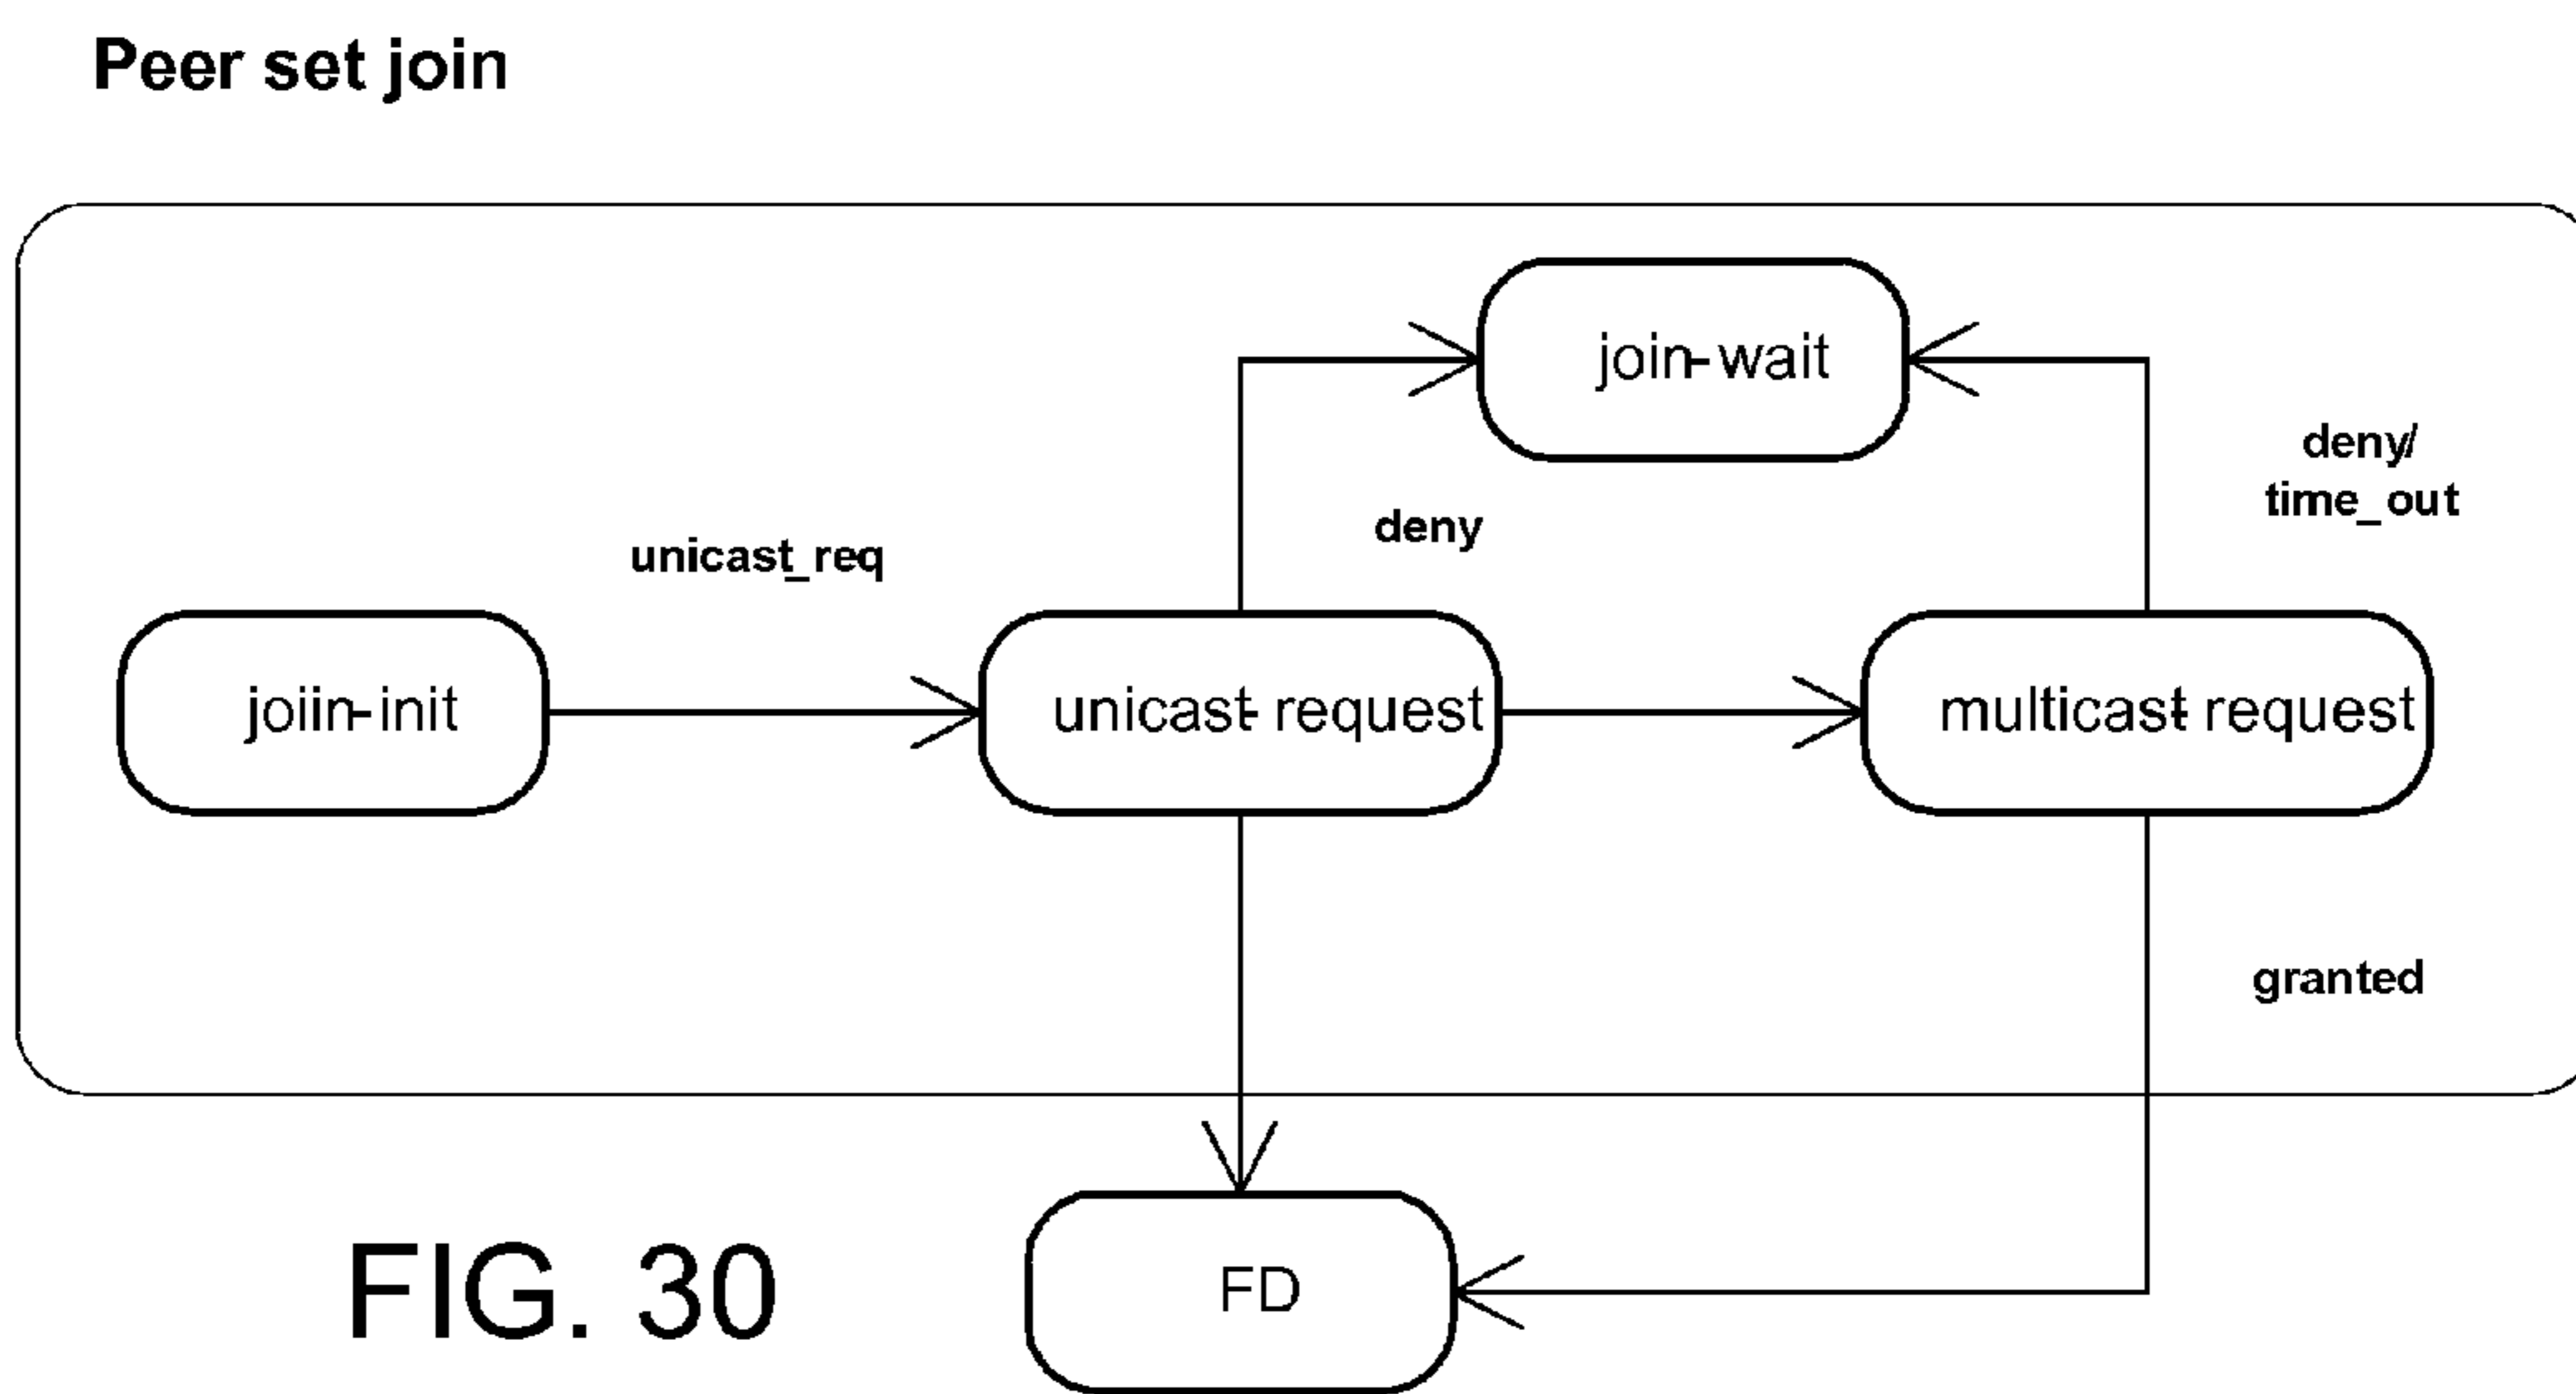 Peer set join
join-wait
deny/
time_out
deny
unicast_req
joiin-init
unicast-request
multicast-request
granted
FD
FIG. 30